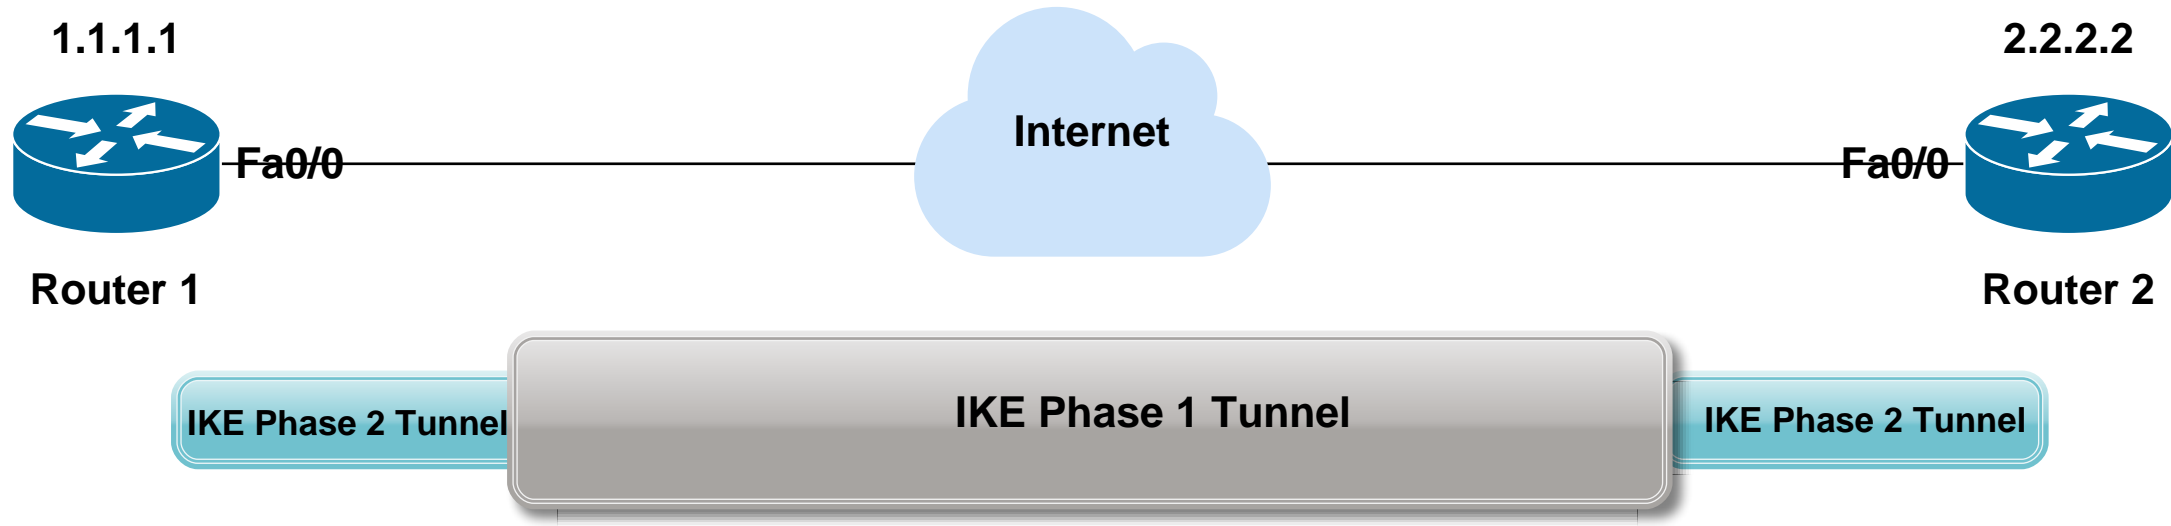 1.1.1.1
2.2.2.2
Internet
Fa0/0
Fa0/0
Router 1
Router 2
IKE Phase 1 Tunnel
IKE Phase 2 Tunnel
IKE Phase 2 Tunnel